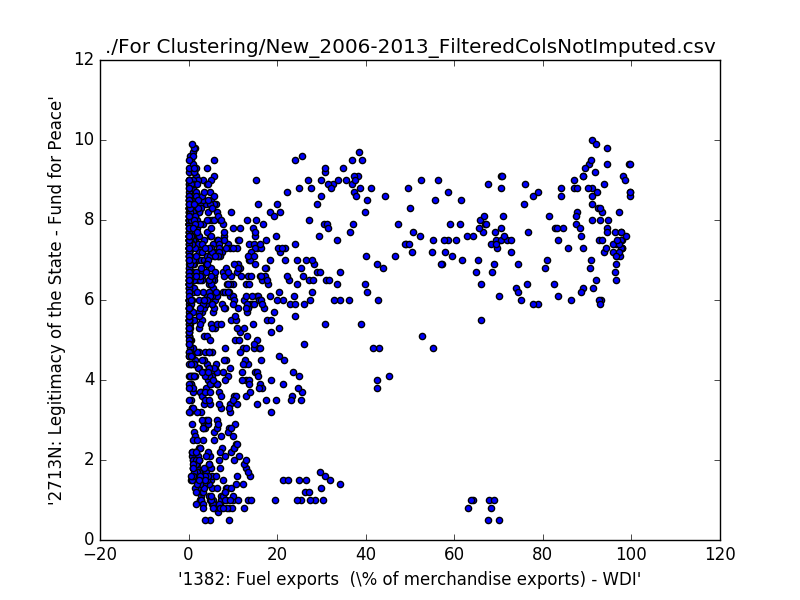 ./For Clustering/New_2006-2013_FilteredColsNotImputed.csv
12
10
8
6
4
2
0
−20 0 20 40 60 80 100 120
'2713N: Legitimacy of the State - Fund for Peace'
'1382: Fuel exports (\% of merchandise exports) - WDI'